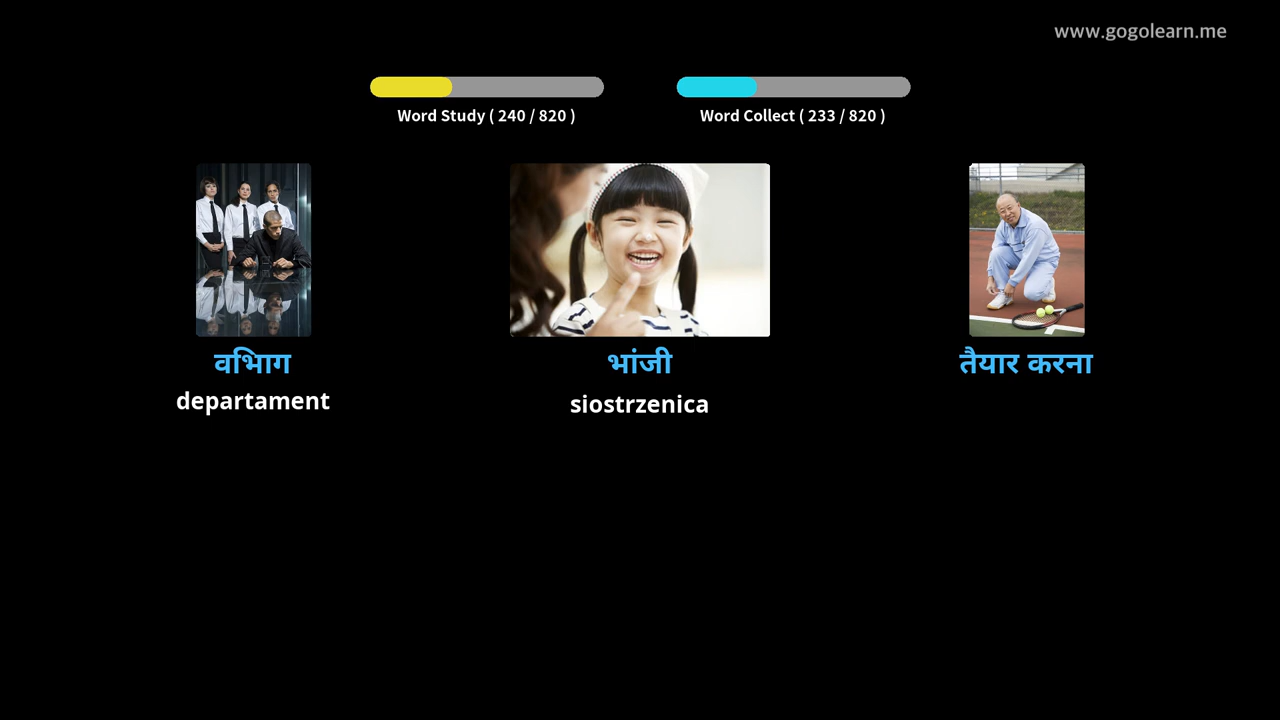 www.gogolearn.me
Word Study ( 240 / 820 )
Word Collect ( 233 / 820 )
वभिाग
भांजी
तैयार करना
departament
siostrzenica